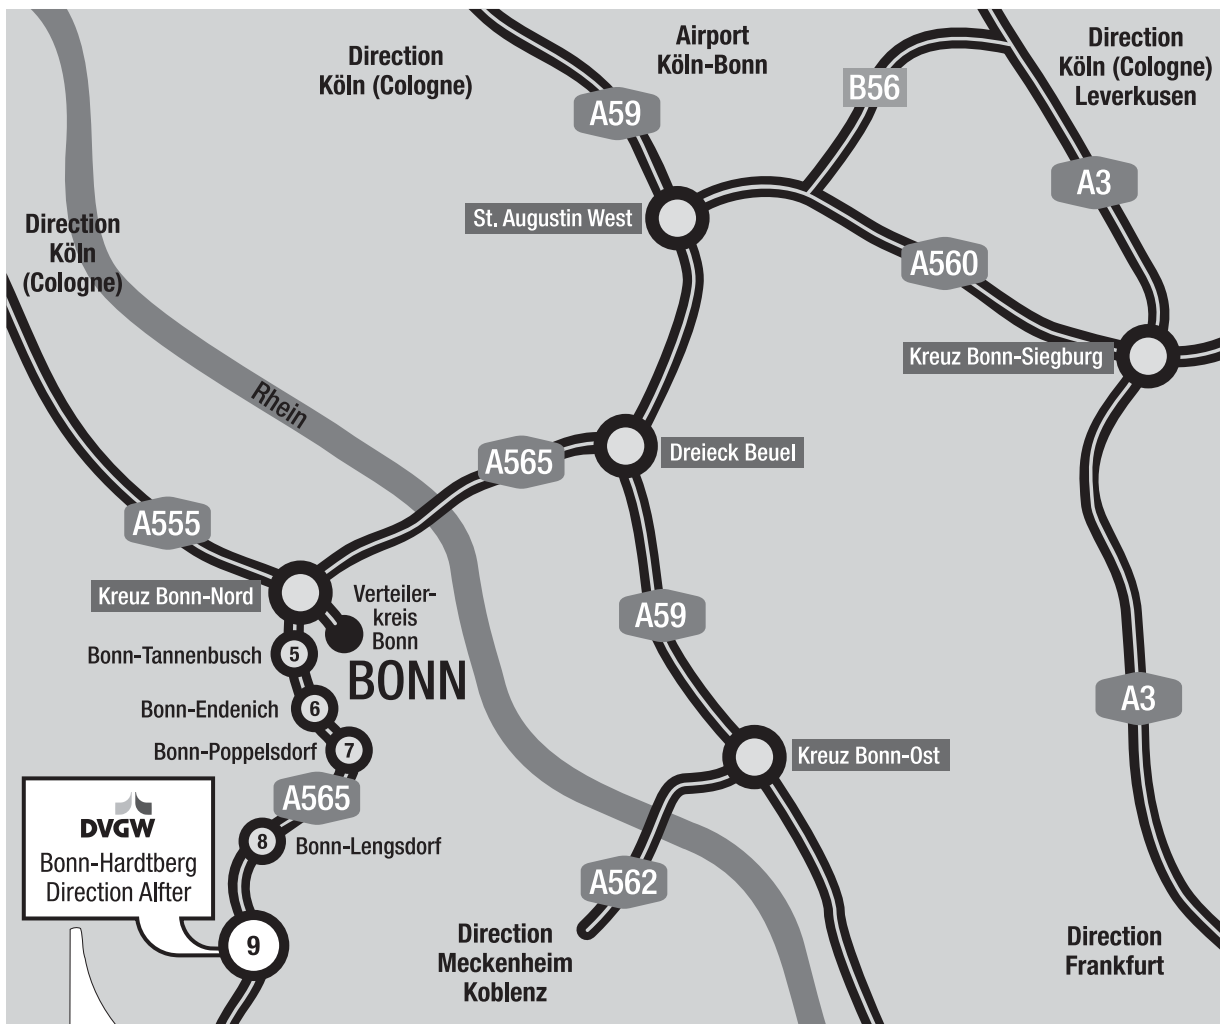 Direction
Köln (Cologne)
Airport
Köln-Bonn
Direction
Köln (Cologne)
Leverkusen
B56
A59
A3
St. Augustin West
Direction
Köln
(Cologne)
A560
Kreuz Bonn-Siegburg
Rhein
A565
Dreieck Beuel
A555
Kreuz Bonn-Nord
Verteiler-
kreis
Bonn
A59
Bonn-Tannenbusch
5
BONN
Bonn-Endenich
6
A3
Bonn-Poppelsdorf
7
Kreuz Bonn-Ost
A565
DVGW
Bonn-Hardtberg
Direction Alfter
8
Bonn-Lengsdorf
A562
9
Direction
Meckenheim
Koblenz
Direction
Frankfurt